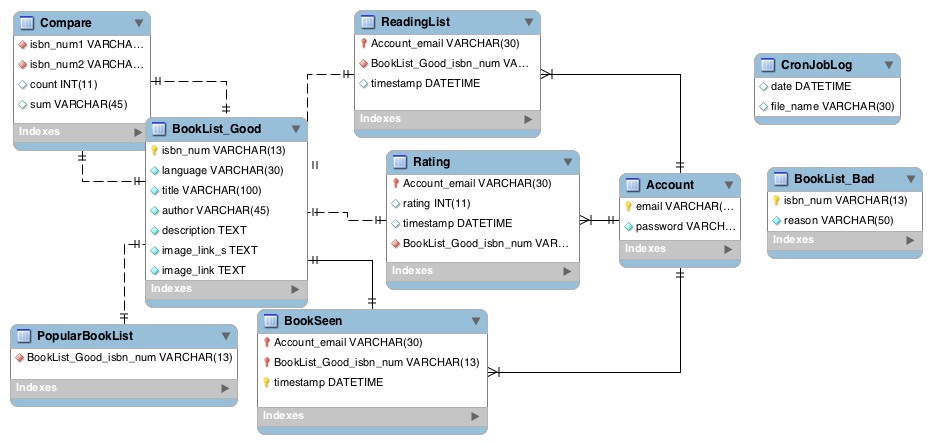 Compare
isbn_num1 VARCHA...
isbn_num2 VARCHA...
count INT(11)
sum VARCHAR(45)
Indexes
BookList_Good
isbn_num VARCHAR(13)
language VARCHAR(30)
title VARCHAR(100)
author VARCHAR(45)
description TEXT
image_link_s TEXT
image_link TEXT
Indexes
PopularBookList
BookList_Good_isbn_num VARCHAR(13)
Indexes
ReadingList
Account_email VARCHAR(30)
BookList_Good_isbn_num VA...
timestamp DATETIME
Indexes
Rating
Account_email VARCHAR(30)
rating INT(11)
timestamp DATETIME
BookList_Good_isbn_num VAR...
Indexes
BookSeen
Account_email VARCHAR(30)
BookList_Good_isbn_num VARCHAR(13)
timestamp DATETIME
Indexes
Account
email VARCHAR(...
password VARCH...
Indexes
CronJobLog
date DATETIME
file_name VARCHAR(30)
BookList_Bad
isbn_num VARCHAR(13)
reason VARCHAR(50)